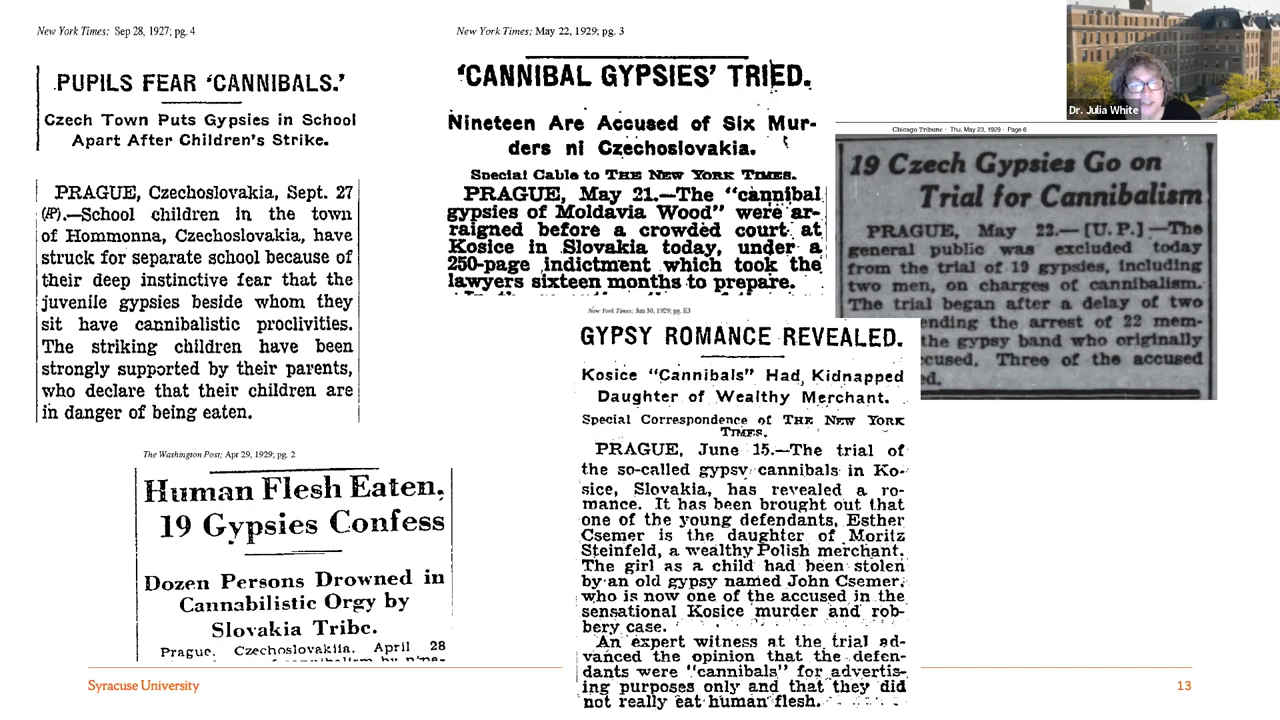 New York Times; Sep 28, 1927; pg. 4
PUPILS FEAR 'CANNIBALS.'
Czech Town Puts Gypsies in School
Apart After Children's Strike.
PRAGUE, Czechoslovakia, Sept. 27
(AP).—School children in the town
of Hommonna, Czechoslovakia, have
struck for separate school because of
their deep instinctive fear that the
juvenile gypsies beside whom they
sit have cannibalistic proclivities.
The striking children have been
strongly supported by their parents,
who declare that their children are
in danger of being eaten.
The Washington Post; Apr 29, 1929; pg. 2
Human Flesh Eaten,
19 Gypsies Confess
Dozen Persons Drowned in
Cannabilistic Orgy by
Slovakia Tribe.
Prague, Czechoslovakia, April 28
New York Times; May 22, 1929; pg. 3
'CANNIBAL GYPSIES' TRIED.
Nineteen Are Accused of Six Mur-
ders ni Czechoslovakia.
Special Cable to THE NEW YORK TIMES.
PRAGUE, May 21.—The "cannibal
gypsies of Moldavia Wood" were ar-
raigned before a crowded court at
Kosice in Slovakia today, under a
250-page indictment which took the
lawyers sixteen months to prepare.
New York Times; Jun 30, 1929; pg. E3
GYPSY ROMANCE REVEALED.
Kosice "Cannibals" Had Kidnapped
Daughter of Wealthy Merchant.
Special Correspondence of THE NEW YORK
TIMES.
PRAGUE, June 15.—The trial of
the so-called gypsy cannibals in Ko-
sice, Slovakia, has revealed a ro-
mance. It has been brought out that
one of the young defendants, Esther
Csemer is the daughter of Moritz
Steinfeld, a wealthy Polish merchant.
The girl as a child had been stolen
by an old gypsy named John Csemer,
who is now one of the accused in the
sensational Kosice murder and rob-
bery case.
An expert witness at the trial ad-
vanced the opinion that the defen-
dants were "cannibals" for advertis-
ing purposes only and that they did
not really eat human flesh.
Dr. Julia White
Chicago Tribune - Thu, May 23, 1929 - Page 6
19 Czech Gypsies Go on
Trial for Cannibalism
PRAGUE, May 22.—[U.P.]—The
general public was excluded today
from the trial of 19 gypsies, including
two men, on charges of cannibalism.
The trial began after a delay of two
ending the arrest of 22 mem-
the gypsy band who originally
cused. Three of the accused
ed.
Syracuse University
13